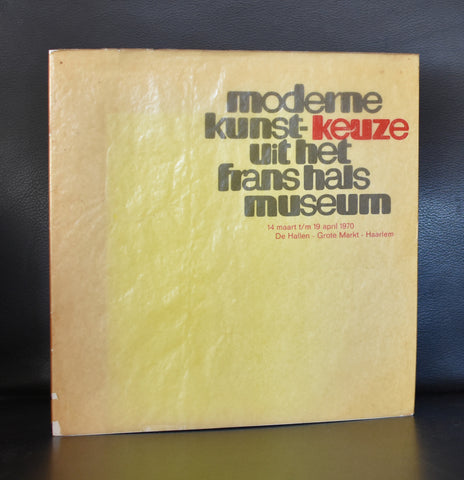 moderne
kunst-keuze
uit het
frans hals
museum
14 maart t/m 19 april 1970
De Hallen - Grote Markt - Haarlem